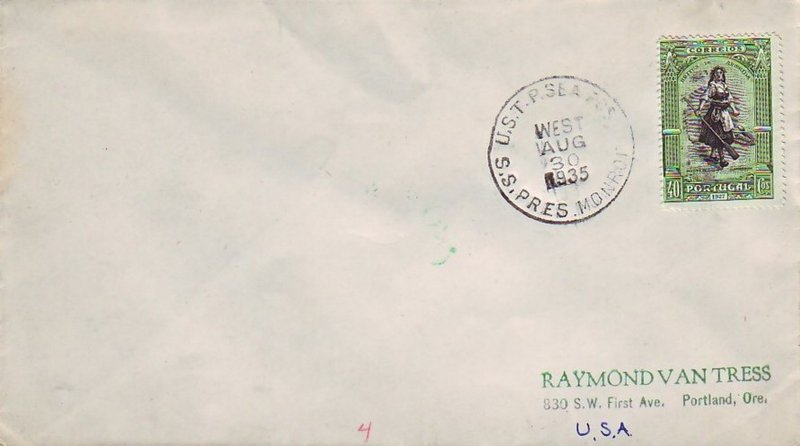 CORREIOS
40 PORTUGAL Cos
1927
U.S.T.P. SEA
WEST
AUG
30
1935
S.S. PRES. MONROE
RAYMOND VAN TRESS
830 S.W. First Ave. Portland, Ore.
U.S.A.
4